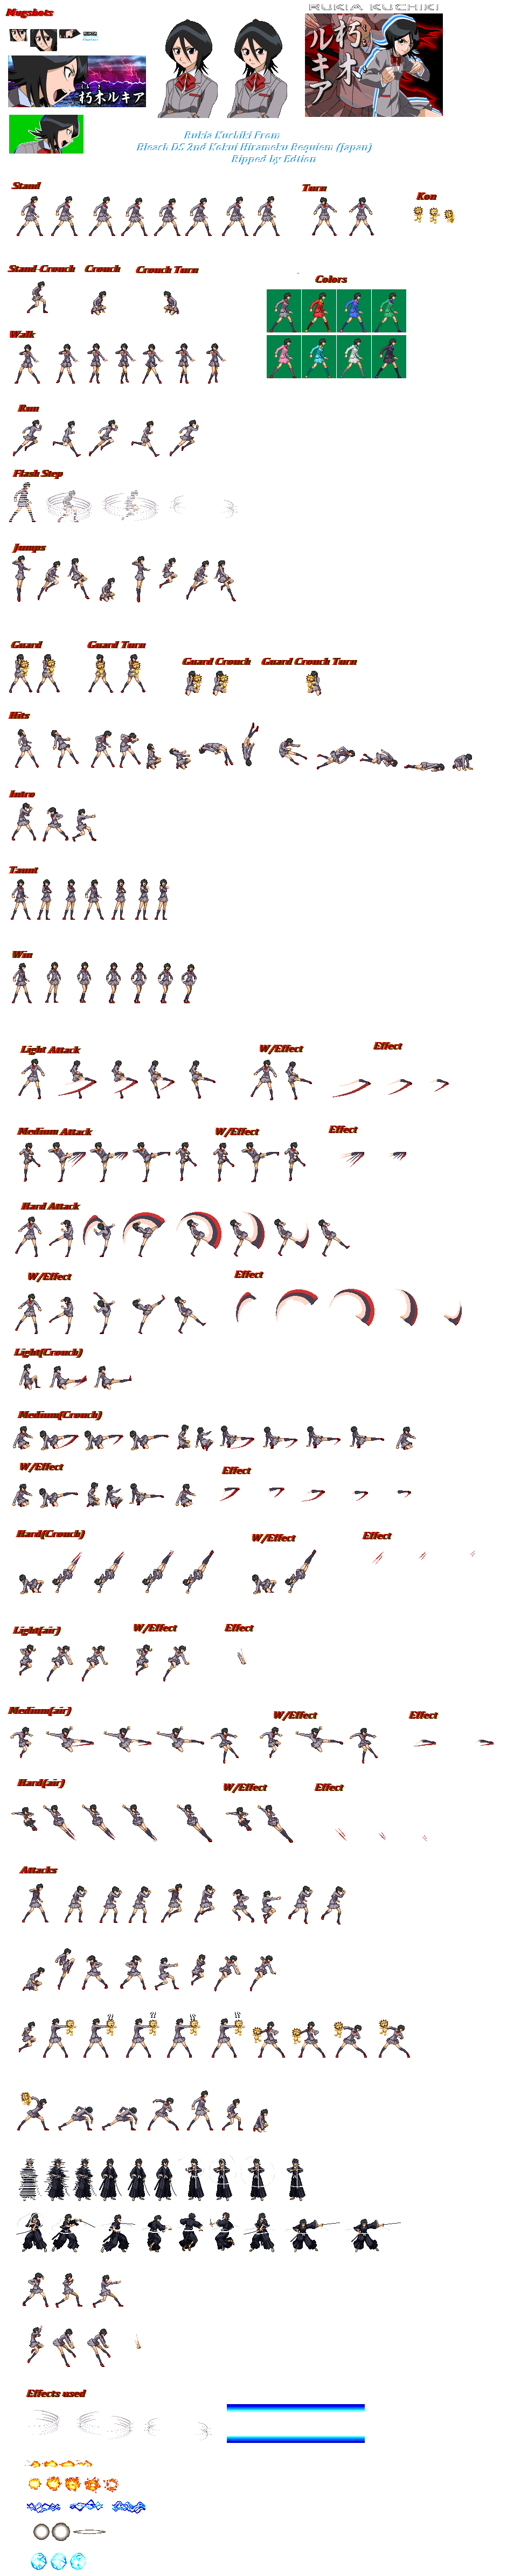 Mugshots
RUKIA KUCHIKI
朽木
ルキア
朽木ルキア
Rukia Kuchiki From
Bleach DS 2nd Kokui Hirameku Requiem (Japan)
Ripped by Edtion
Stand
Turn
Kon
Stand-Crouch Crouch Crouch Turn
Colors
Walk
Run
Flash Step
Jumps
Guard
Guard Turn
Guard Crouch
Guard Crouch Turn
Hits
Intro
Taunt
Win
Light Attack
W/Effect
Effect
Medium Attack
W/Effect
Effect
Hard Attack
W/Effect
Effect
Light(Crouch)
Medium(Crouch)
W/Effect
Effect
Hard(Crouch)
W/Effect
Effect
Light(air)
W/Effect
Effect
Medium(air)
W/Effect
Effect
Hard(air)
W/Effect
Effect
Attacks
Effects used